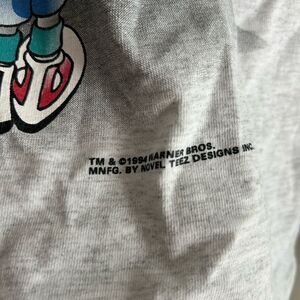 TM & ©1994 WARNER BROS.
MNFG. BY NOVEL TEEZ DESIGNS INC.